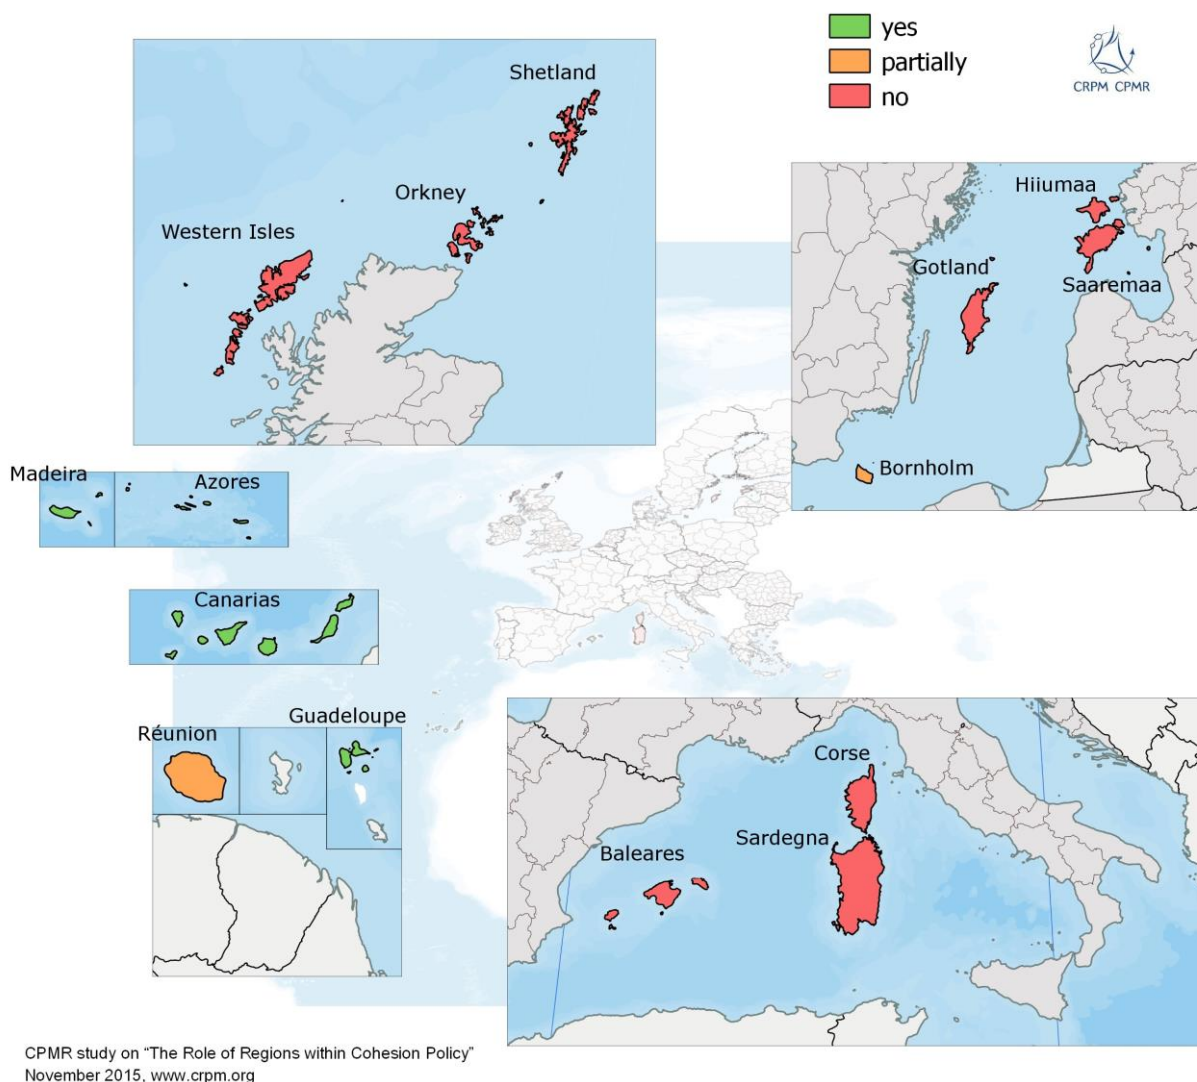 yes
partially
no
CRPM CPMR
Shetland
Orkney
Western Isles
Hiiumaa
Gotland
Saaremaa
Bornholm
Madeira
Azores
Canarias
Guadeloupe
Réunion
Corse
Sardegna
Baleares
CPMR study on “The Role of Regions within Cohesion Policy”
November 2015, www.crpm.org